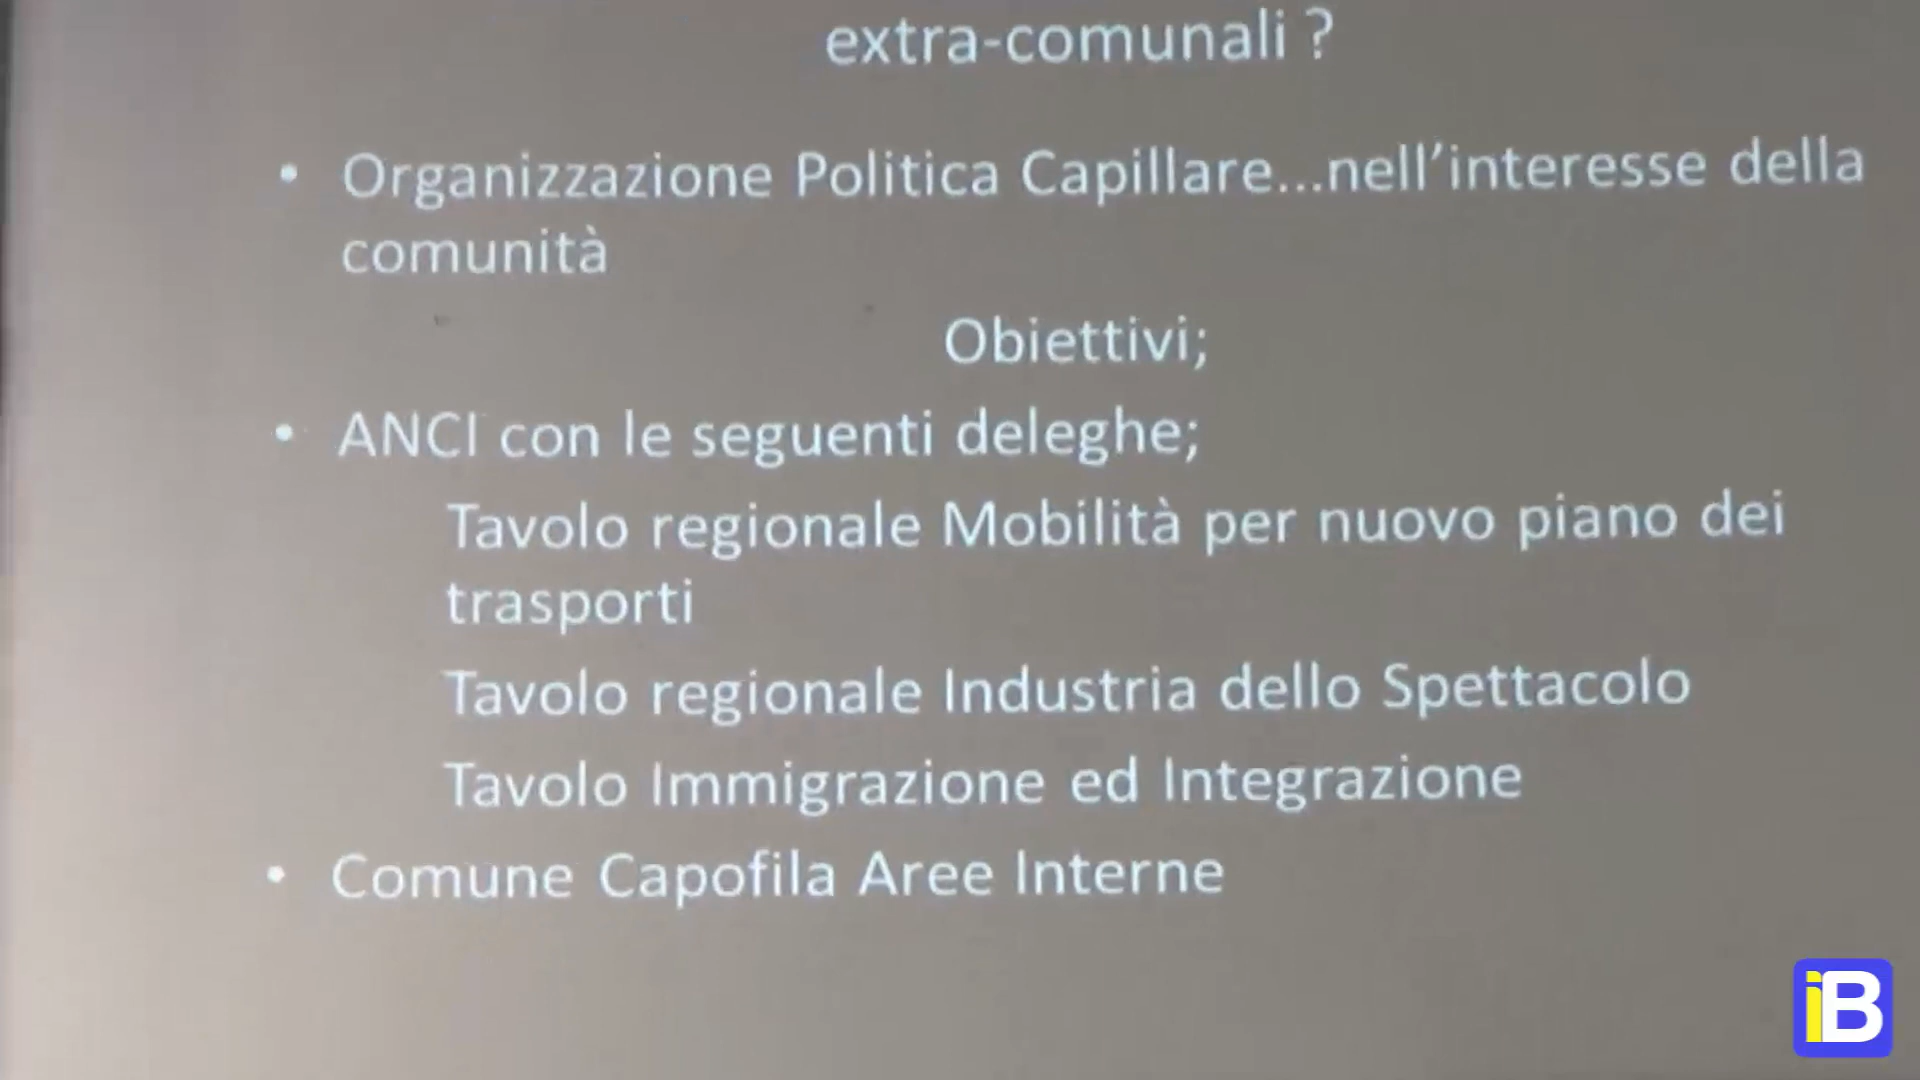 extra-comunali ?
• Organizzazione Politica Capillare...nell'interesse della
comunità
Obiettivi;
• ANCI con le seguenti deleghe;
Tavolo regionale Mobilità per nuovo piano dei
trasporti
Tavolo regionale Industria dello Spettacolo
Tavolo Immigrazione ed Integrazione
• Comune Capofila Aree Interne
iB